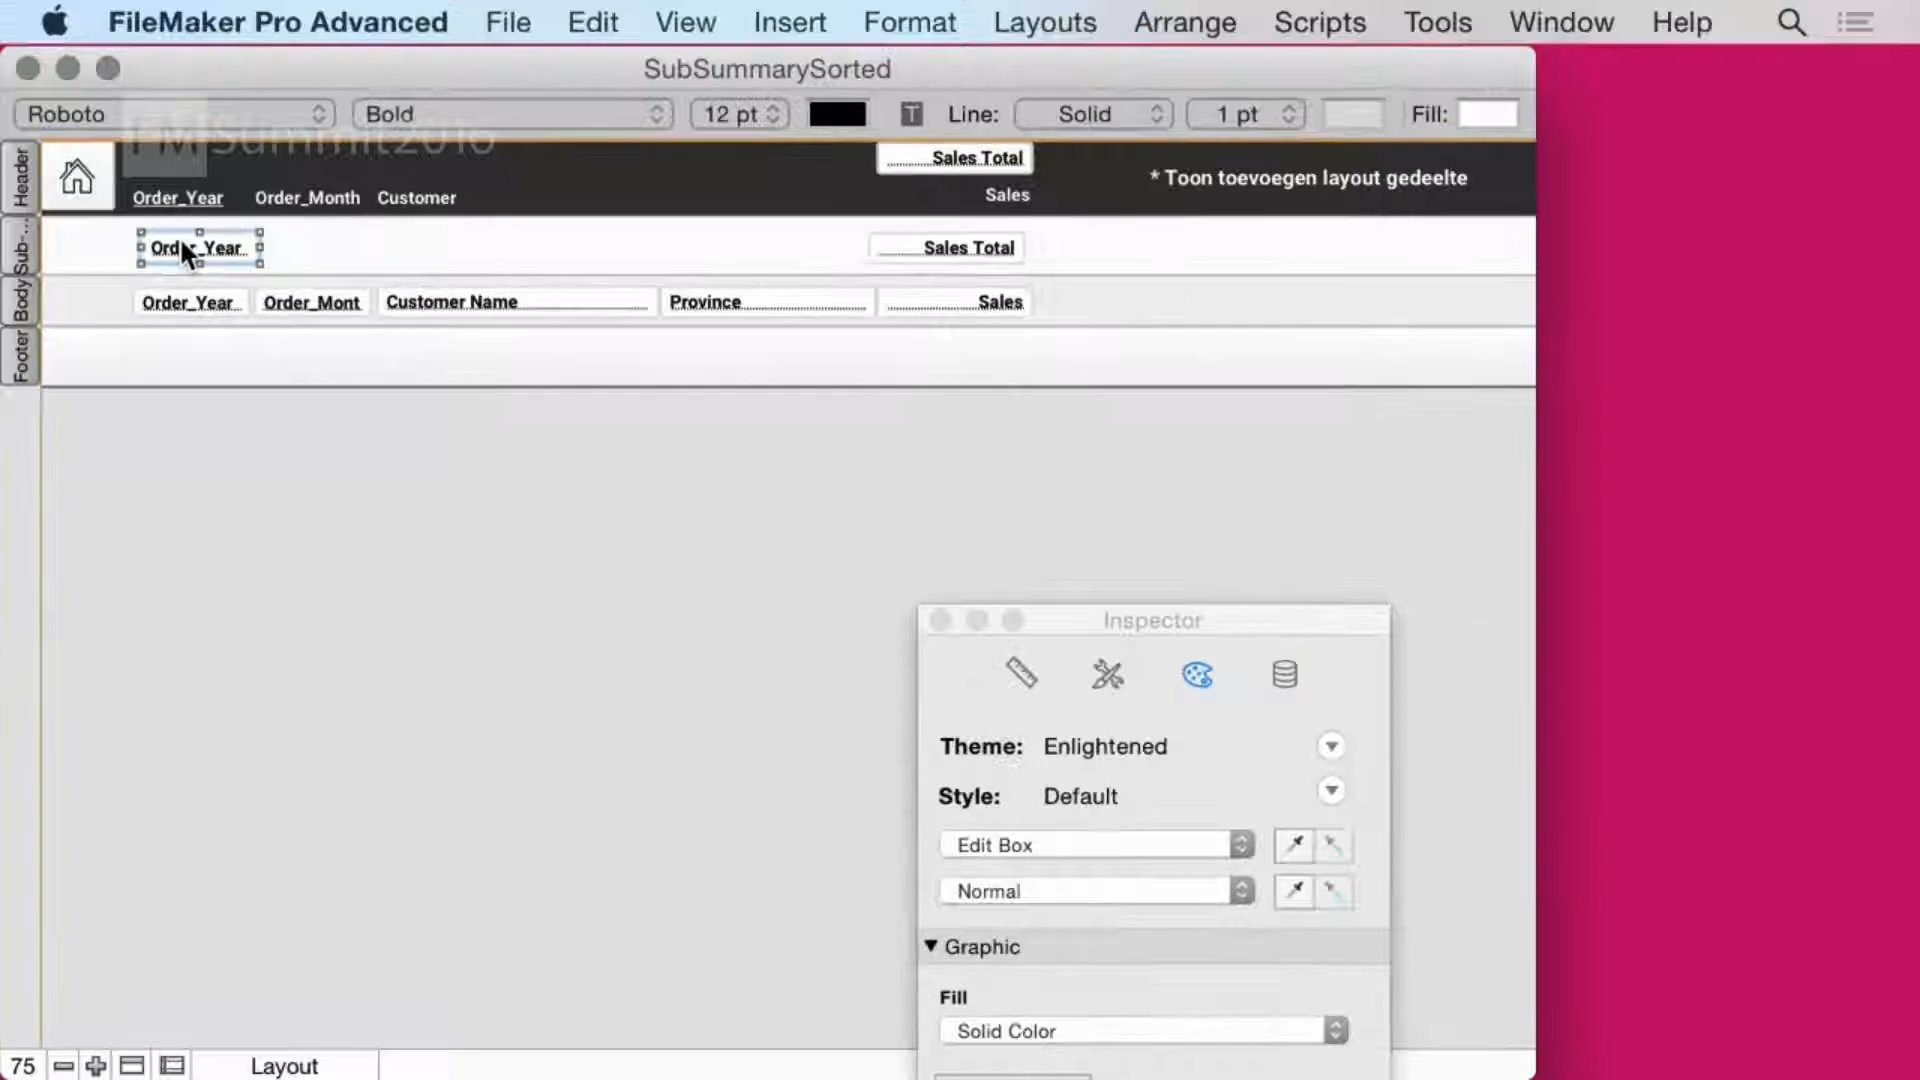 FileMaker Pro Advanced File Edit View Insert Format Layouts Arrange Scripts Tools Window Help
SubSummarySorted
Roboto Bold 12 pt Line: Solid 1 pt Fill:
FMSummit2016
Header
Sales Total
* Toon toevoegen layout gedeelte
Order_Year Order_Month Customer Sales
Sub-...
Order_Year Sales Total
Body
Order_Year Order_Mont Customer Name Province Sales
Footer
Inspector
Theme: Enlightened
Style: Default
Edit Box
Normal
Graphic
Fill
Solid Color
75 Layout